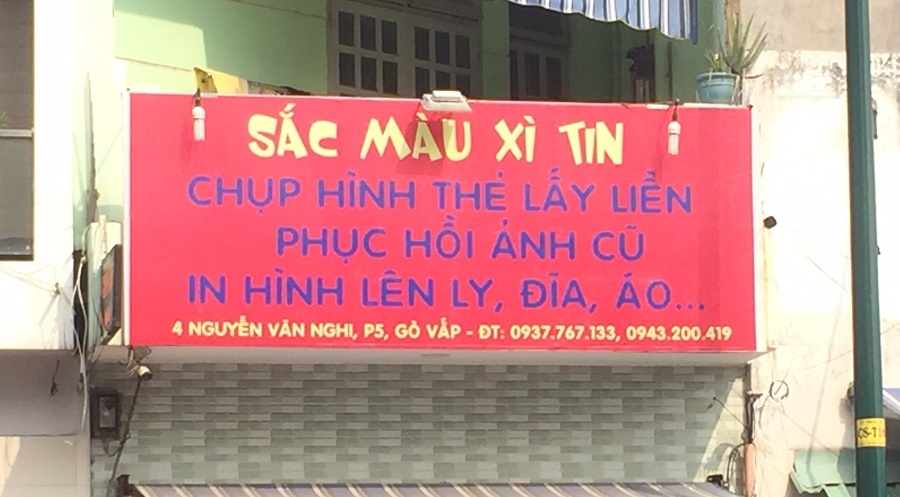 SẮC MÀU XÌ TIN
CHỤP HÌNH THẺ LẤY LIỀN
PHỤC HỒI ẢNH CŨ
IN HÌNH LÊN LY, ĐĨA, ÁO...
4 NGUYỄN VĂN NGHI, P5, GÒ VẤP - ĐT: 0937.767.133, 0943.200.419